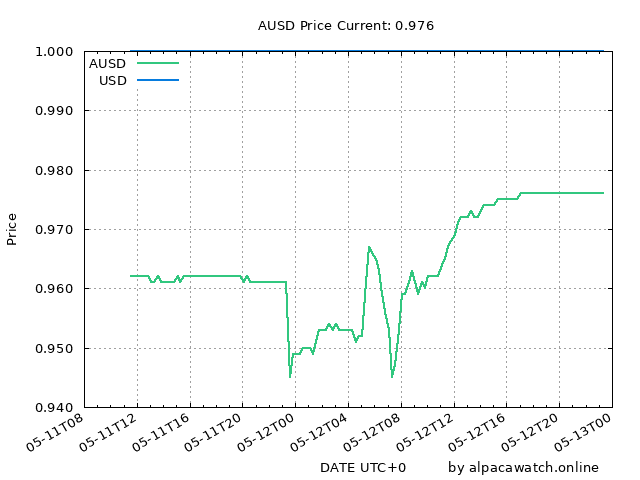 AUSD Price Current: 0.976
1.000
0.990
0.980
0.970
0.960
0.950
0.940
Price
AUSD
USD
05-11T08
05-11T12
05-11T16
05-11T20
05-12T00
05-12T04
05-12T08
05-12T12
05-12T16
05-12T20
05-13T00
DATE UTC+0
by alpacawatch.online